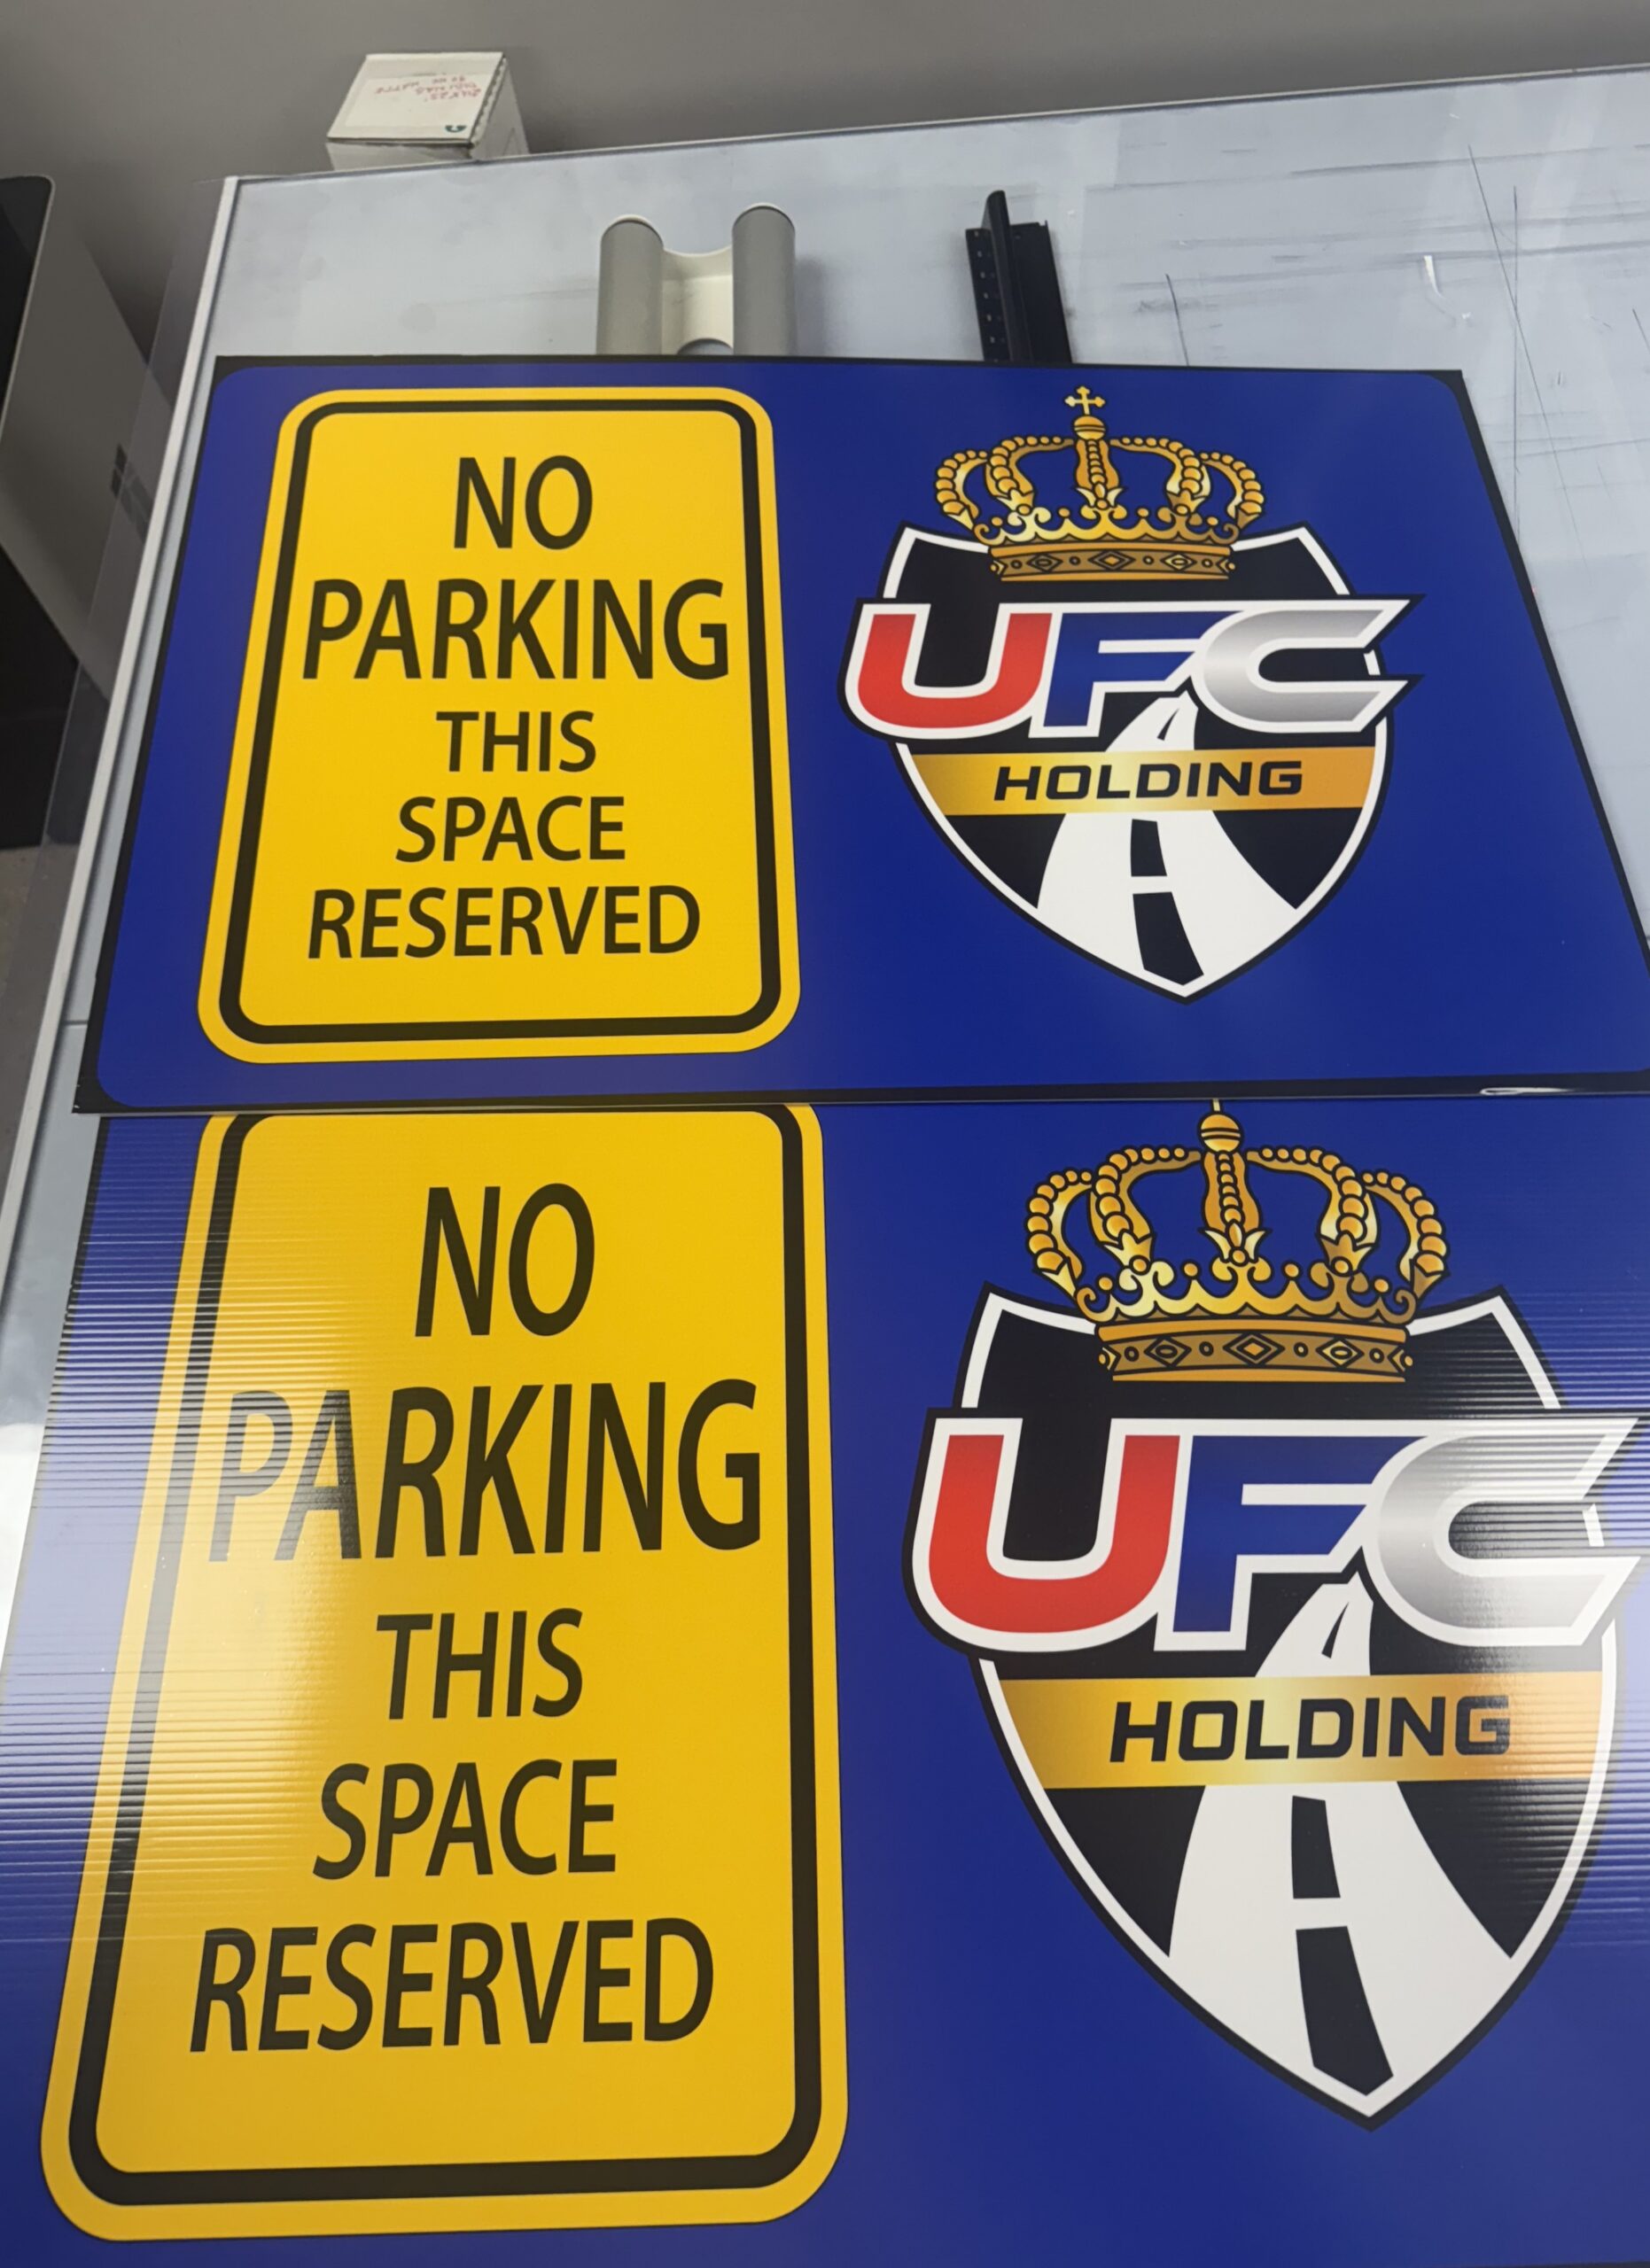 NO
PARKING
THIS
SPACE
RESERVED
UFC
HOLDING
NO
PARKING
THIS
SPACE
RESERVED
UFC
HOLDING